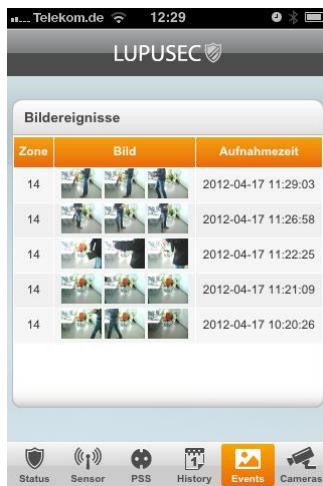 Telekom.de 12:29
LUPUSEC
Bildereignisse
Zone Bild Aufnahmezeit
14 2012-04-17 11:29:03
14 2012-04-17 11:26:58
14 2012-04-17 11:22:25
14 2012-04-17 11:21:09
14 2012-04-17 10:20:26
1
Status Sensor PSS History Events Cameras